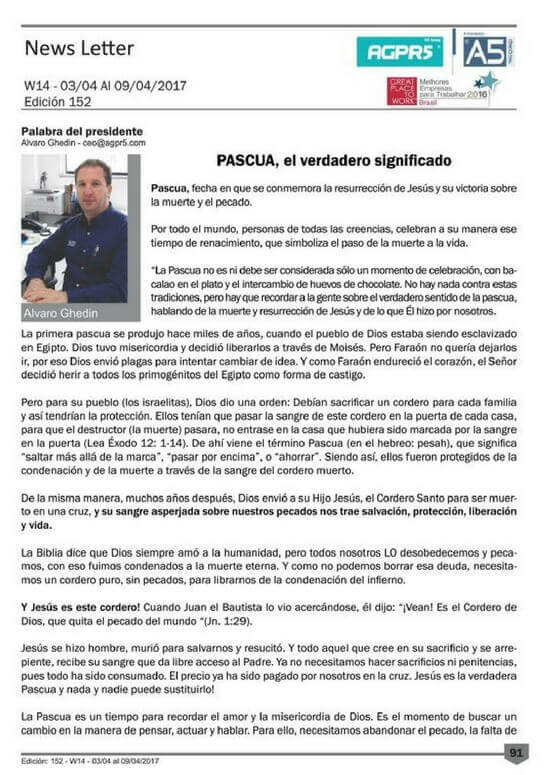 News Letter
W14 - 03/04 Al 09/04/2017
Edición 152
AGPR5
A5
GREAT
PLACE
TO
WORK
Melhores
Empresas
para Trabalhar 2016
Brasil
Palabra del presidente
Alvaro Ghedin - ceo@agpr5.com
Alvaro Ghedin
PASCUA, el verdadero significado
Pascua, fecha en que se conmemora la resurrección de Jesús y su victoria sobre
la muerte y el pecado.
Por todo el mundo, personas de todas las creencias, celebran a su manera ese
tiempo de renacimiento, que simboliza el paso de la muerte a la vida.
"La Pascua no es ni debe ser considerada sólo un momento de celebración, con ba-
calao en el plato y el intercambio de huevos de chocolate. No hay nada contra estas
tradiciones, pero hay que recordar a la gente sobre el verdadero sentido de la pascua,
hablando de la muerte y resurrección de Jesús y de lo que Él hizo por nosotros.
La primera pascua se produjo hace miles de años, cuando el pueblo de Dios estaba siendo esclavizado
en Egipto. Dios tuvo misericordia y decidió liberarlos a través de Moisés. Pero Faraón no quería dejarlos
ir, por eso Dios envió plagas para intentar cambiar de idea. Y como Faraón endureció el corazón, el Señor
decidió herir a todos los primogénitos del Egipto como forma de castigo.
Pero para su pueblo (los israelitas), Dios dio una orden: Debían sacrificar un cordero para cada familia
y así tendrían la protección. Ellos tenían que pasar la sangre de este cordero en la puerta de cada casa,
para que el destructor (la muerte) pasara, no entrase en la casa que hubiera sido marcada por la sangre
en la puerta (Lea Éxodo 12: 1-14). De ahí viene el término Pascua (en el hebreo: pesah), que significa
"saltar más allá de la marca", "pasar por encima", o "ahorrar". Siendo así, ellos fueron protegidos de la
condenación y de la muerte a través de la sangre del cordero muerto.
De la misma manera, muchos años después, Dios envió a su Hijo Jesús, el Cordero Santo para ser muer-
to en una cruz, y su sangre asperjada sobre nuestros pecados nos trae salvación, protección, liberación
y vida.
La Biblia dice que Dios siempre amó a la humanidad, pero todos nosotros LO desobedecemos y peca-
mos, con eso fuimos condenados a la muerte eterna. Y como no podemos borrar esa deuda, necesita-
mos un cordero puro, sin pecados, para librarnos de la condenación del infierno.
Y Jesús es este cordero! Cuando Juan el Bautista lo vio acercándose, él dijo: "¡Vean! Es el Cordero de
Dios, que quita el pecado del mundo "(Jn. 1:29).
Jesús se hizo hombre, murió para salvarnos y resucitó. Y todo aquel que cree en su sacrificio y se arre-
piente, recibe su sangre que da libre acceso al Padre. Ya no necesitamos hacer sacrificios ni penitencias,
pues todo ha sido consumado. El precio ya ha sido pagado por nosotros en la cruz. Jesús es la verdadera
Pascua y nada y nadie puede sustituirlo!
La Pascua es un tiempo para recordar el amor y la misericordia de Dios. Es el momento de buscar un
cambio en la manera de pensar, actuar y hablar. Para ello, necesitamos abandonar el pecado, la falta de
Edición: 152 - W14 - 03/04 al 09/04/2017
91